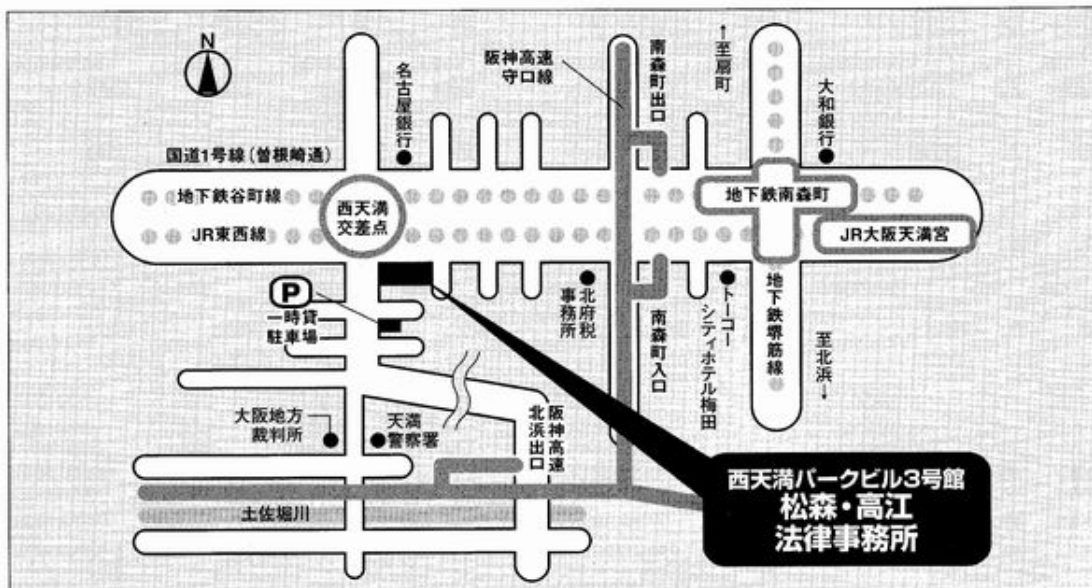 N
名古屋銀行
阪神高速
守口線
南森町出口
↑至扇町
大和銀行
国道1号線(曽根崎通)
地下鉄谷町線
JR東西線
西天満
交差点
地下鉄南森町
JR大阪天満宮
P
一時貸
駐車場
北府税
事務所
南森町入口
トーコー
シティホテル梅田
地下鉄堺筋線
至北浜→
大阪地方
裁判所
天満
警察署
阪神高速
北浜出口
土佐堀川
西天満パークビル3号館
松森・高江
法律事務所